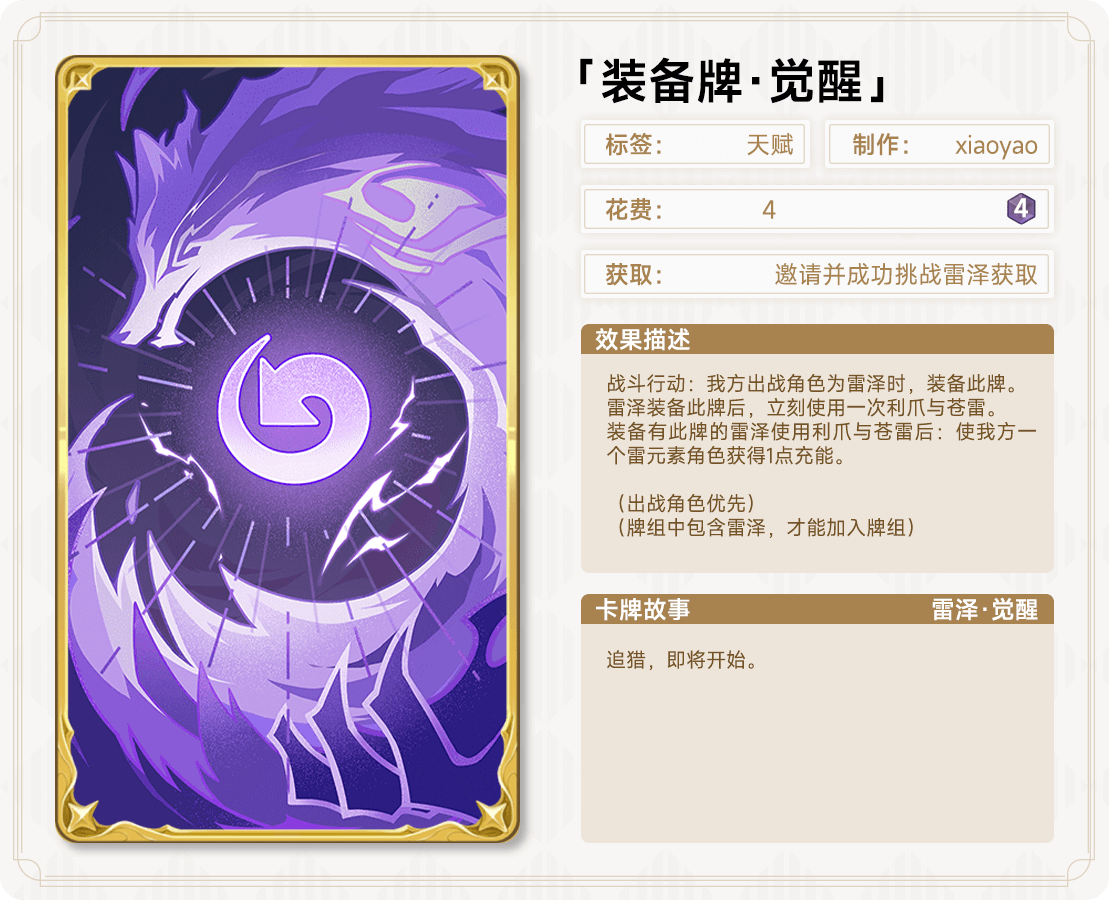 「装备牌·觉醒」
标签： 天赋 制作： xiaoyao
花费： 4 4
获取： 邀请并成功挑战雷泽获取
效果描述
战斗行动：我方出战角色为雷泽时，装备此牌。
雷泽装备此牌后，立刻使用一次利爪与苍雷。
装备有此牌的雷泽使用利爪与苍雷后：使我方一
个雷元素角色获得1点充能。
（出战角色优先）
（牌组中包含雷泽，才能加入牌组）
卡牌故事 雷泽·觉醒
追猎，即将开始。